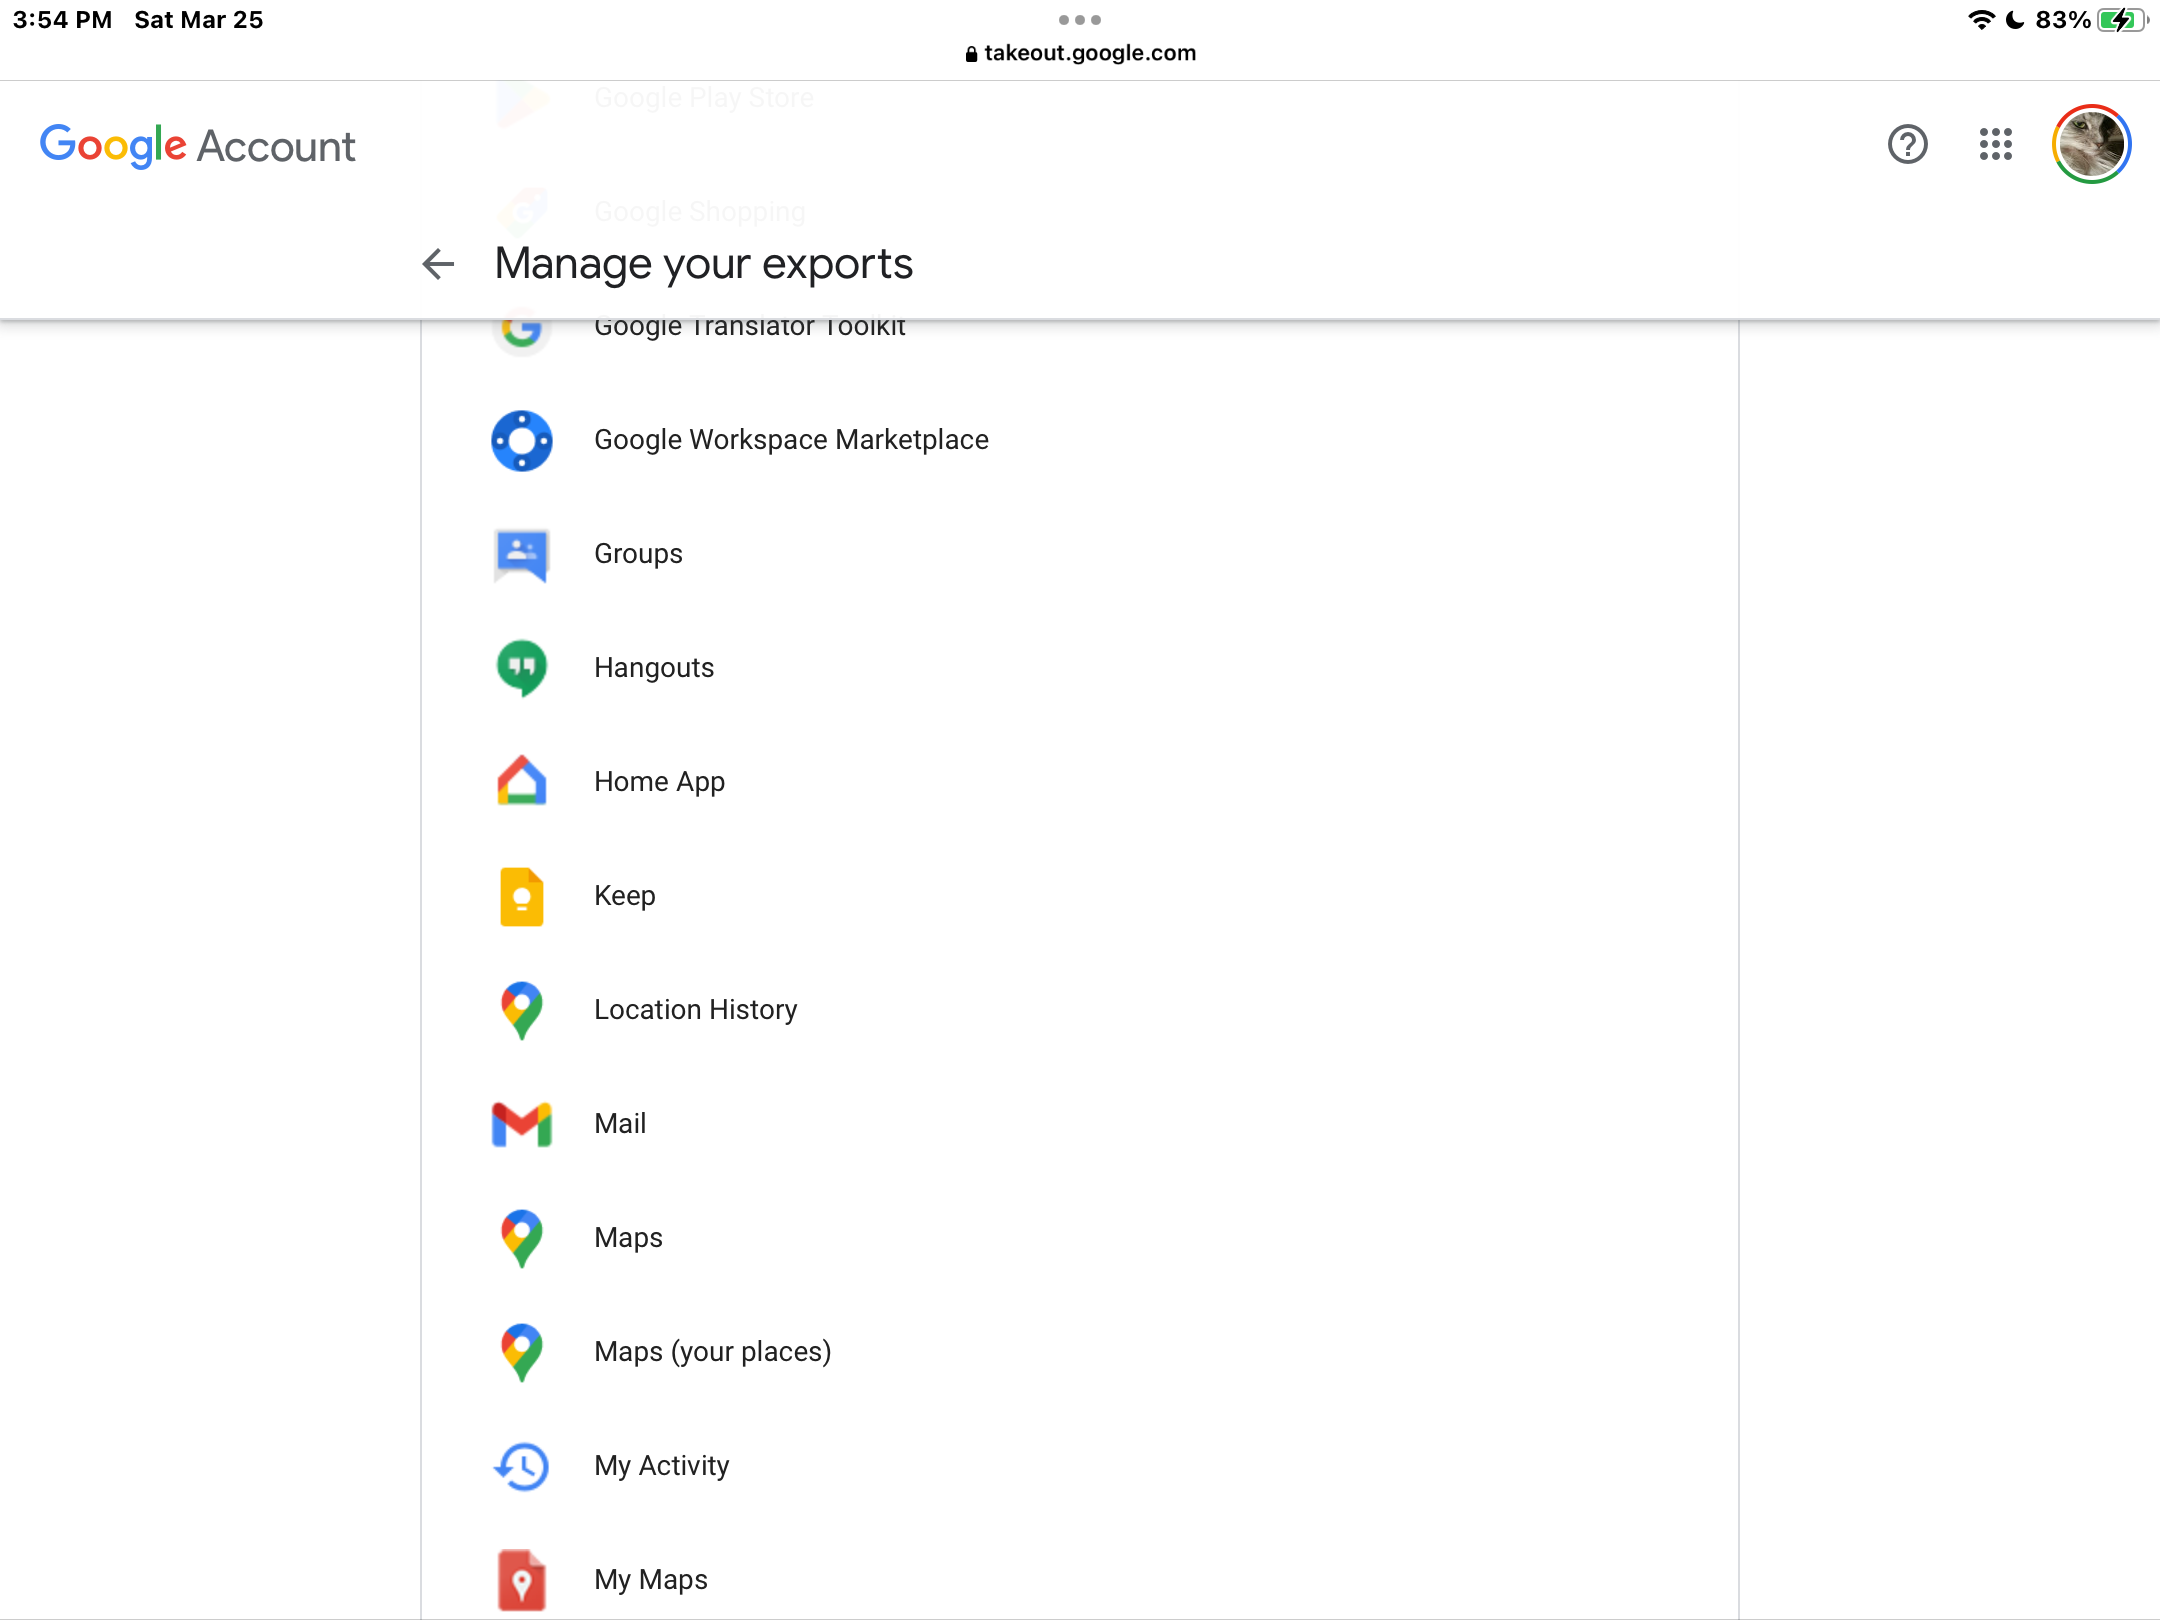 3:54 PM Sat Mar 25
83%
takeout.google.com
Google Play Store
Google Account
Google Shopping
Manage your exports
Google Translator Toolkit
Google Workspace Marketplace
Groups
Hangouts
Home App
Keep
Location History
Mail
Maps
Maps (your places)
My Activity
My Maps